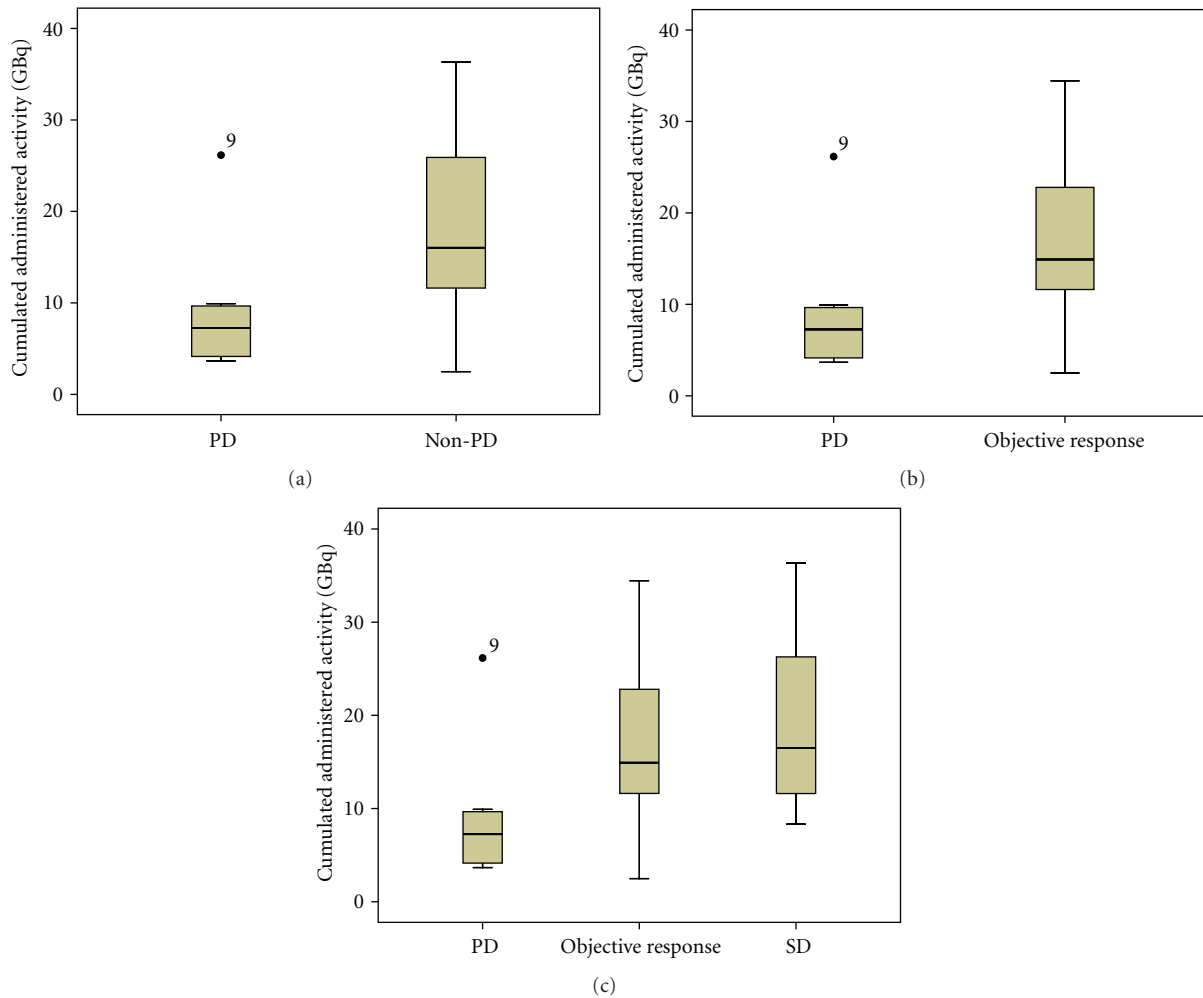 Cumulated administered activity (GBq)
40
30
20
10
0
9
PD
Non-PD
(a)
Cumulated administered activity (GBq)
40
30
20
10
0
9
PD
Objective response
(b)
Cumulated administered activity (GBq)
40
30
20
10
0
9
PD
Objective response
SD
(c)